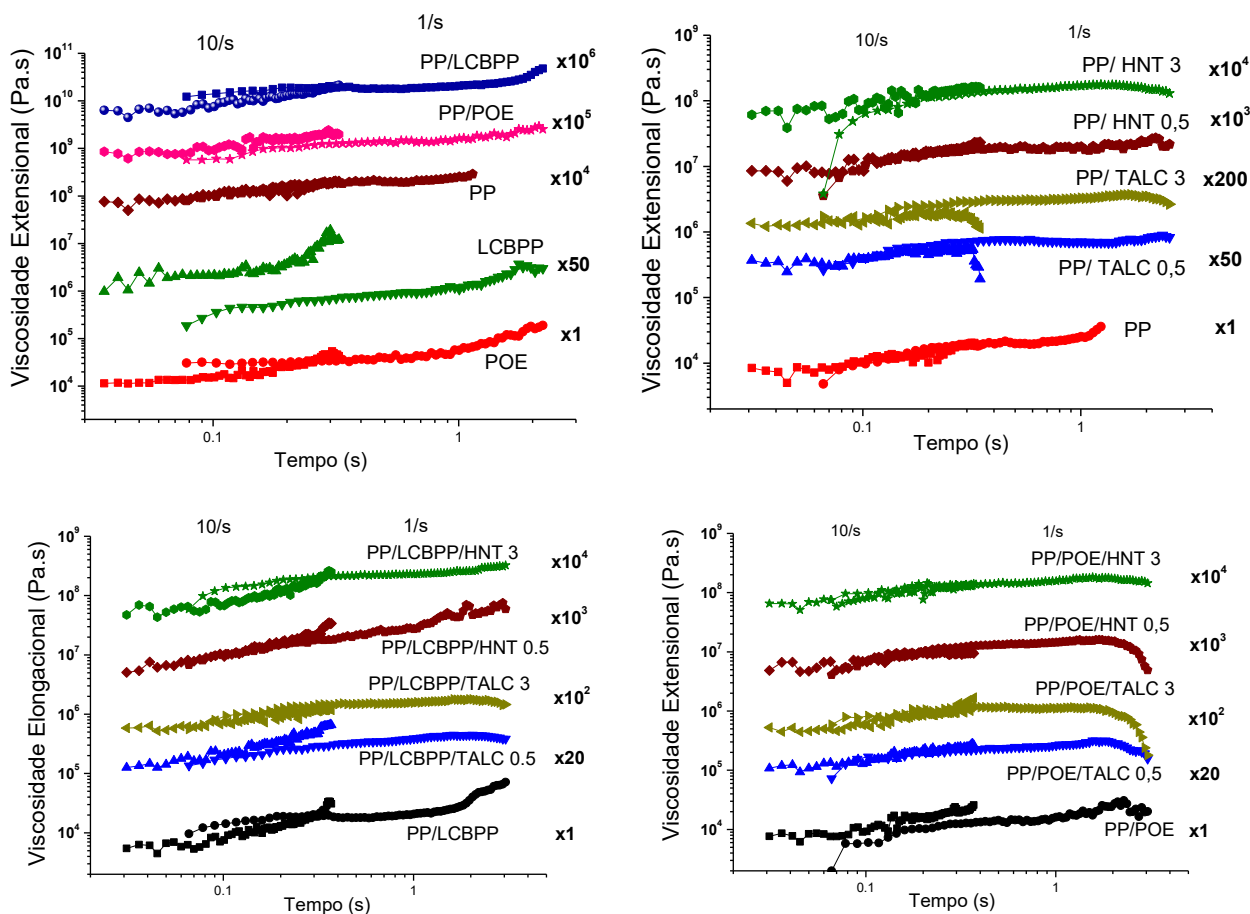 10/s
1/s
Viscosidade Extensional (Pa.s)
10¹¹
10¹⁰
10⁹
10⁸
10⁷
10⁶
10⁵
10⁴
PP/LCBPP
x10⁶
PP/POE
x10⁵
PP
x10⁴
LCBPP
x50
POE
x1
0.1
1
Tempo (s)
10/s
1/s
Viscosidade Extensional (Pa.s)
10⁹
10⁸
10⁷
10⁶
10⁵
10⁴
PP/ HNT 3
x10⁴
PP/ HNT 0,5
x10³
PP/ TALC 3
x200
PP/ TALC 0,5
x50
PP
x1
0.1
1
Tempo (s)
10/s
1/s
Viscosidade Elongacional (Pa.s)
10⁹
10⁸
10⁷
10⁶
10⁵
10⁴
PP/LCBPP/HNT 3
x10⁴
x10³
PP/LCBPP/HNT 0.5
PP/LCBPP/TALC 3
x10²
PP/LCBPP/TALC 0.5
x20
PP/LCBPP
x1
0.1
1
Tempo (s)
10/s
1/s
Viscosidade Extensional (Pa.s)
10⁹
10⁸
10⁷
10⁶
10⁵
10⁴
PP/POE/HNT 3
x10⁴
PP/POE/HNT 0,5
x10³
PP/POE/TALC 3
x10²
PP/POE/TALC 0,5
x20
PP/POE
x1
0.1
1
Tempo (s)